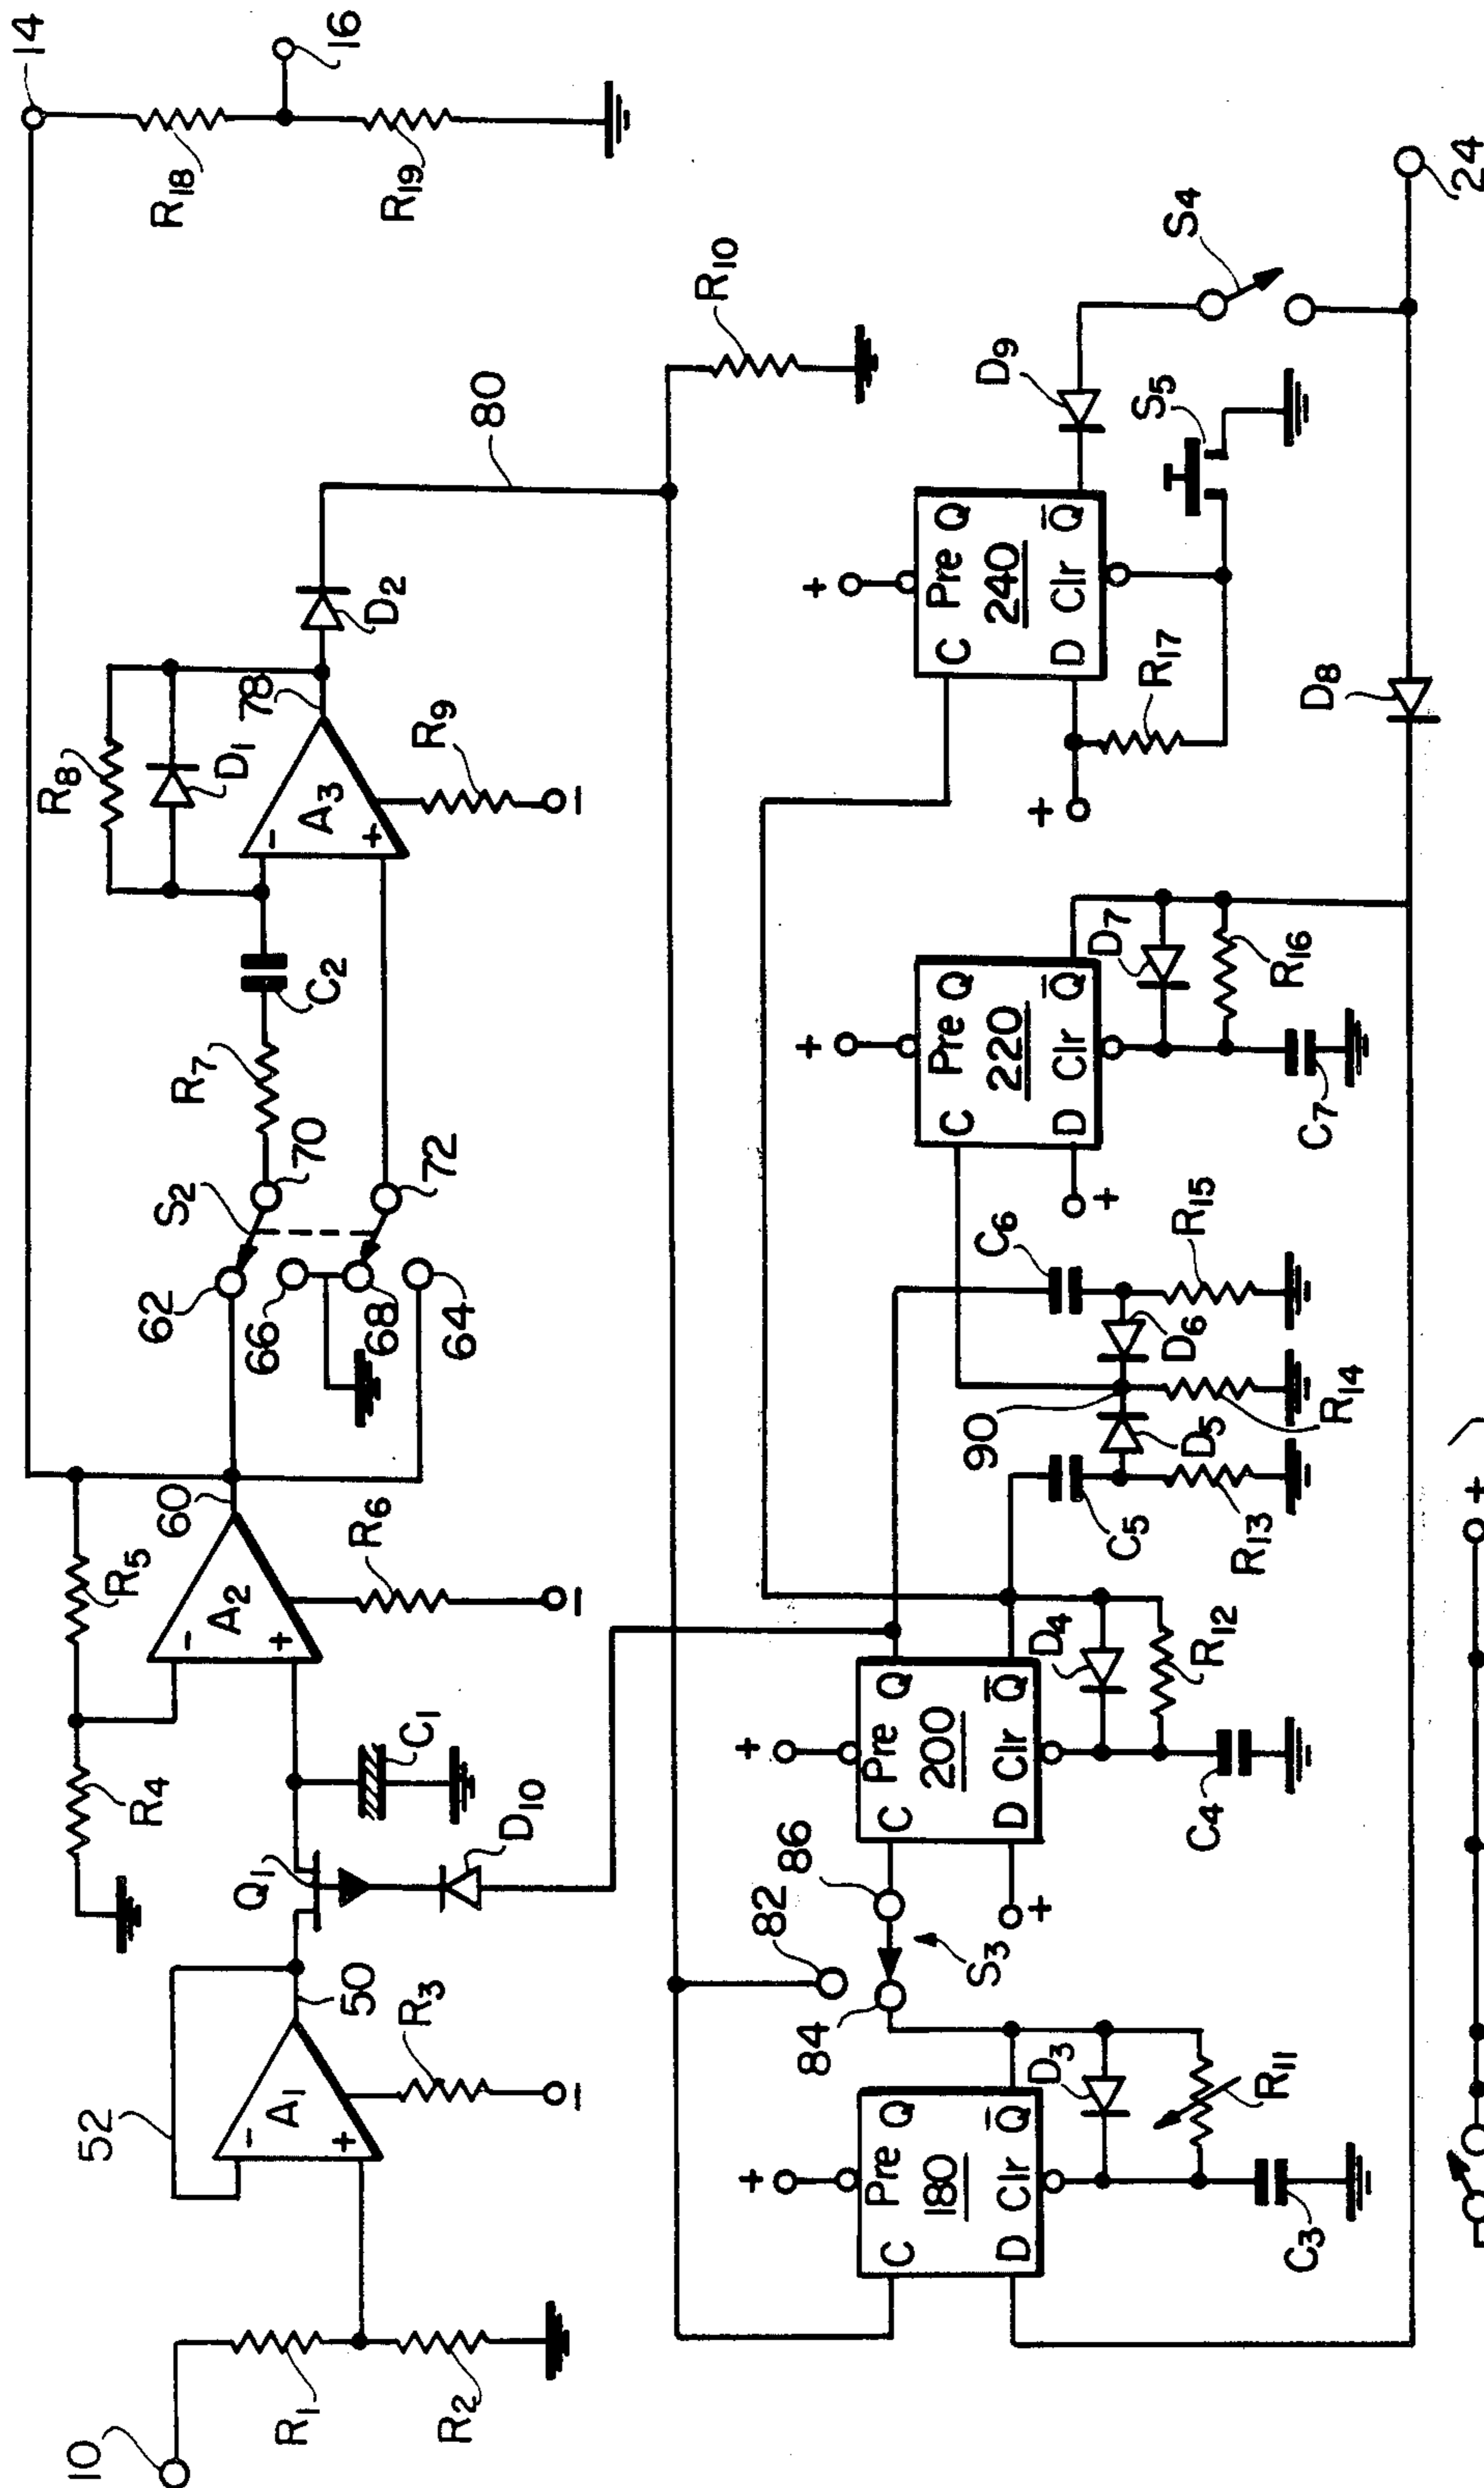 10
R1
R2
52
A1
-
+
50
R3
-
Q1
R4
C1
D10
A2
-
+
R5
60
R6
-
62
S2
70
66
68
64
72
R7
C2
R8
D1
A3
-
+
78
R9
-
D2
80
R10
14
R18
R19
16
180
C
D
Pre
Clr
Q
Q̅
+
D3
R11
C3
82
84
86
S3
200
C
D
Pre
Clr
Q
Q̅
+
+
D4
R12
C4
C5
R13
D5
90
R14
D6
C6
R15
220
C
D
Pre
Clr
Q
Q̅
+
+
D7
R16
C7
240
C
D
Pre
Clr
Q
Q̅
+
+
R17
D9
S5
S4
D8
24
+